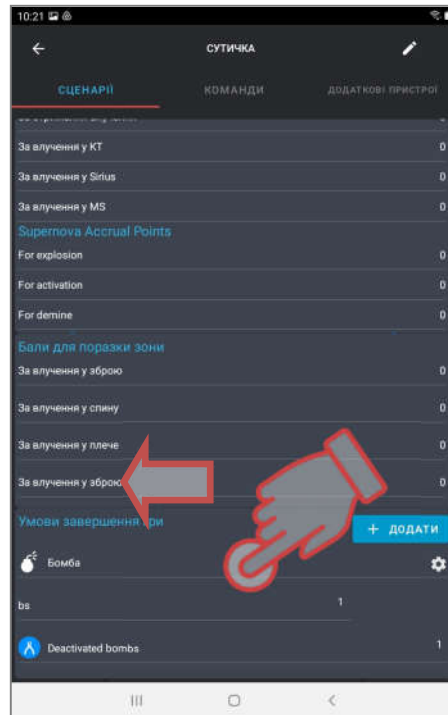 10:21
СУТИЧКА
СЦЕНАРІЇ КОМАНДИ ДОДАТКОВІ ПРИСТРОЇ
0
За влучення у КТ 0
За влучення у Sirius 0
За влучення у MS 0
Supernova Accrual Points
For explosion 0
For activation 0
For demine 0
Бали для поразки зони
За влучення у зброю 0
За влучення у спину 0
За влучення у плече 0
За влучення у зброю 0
Умови завершення гри
+ ДОДАТИ
Бомба
bs 1
Deactivated bombs 1